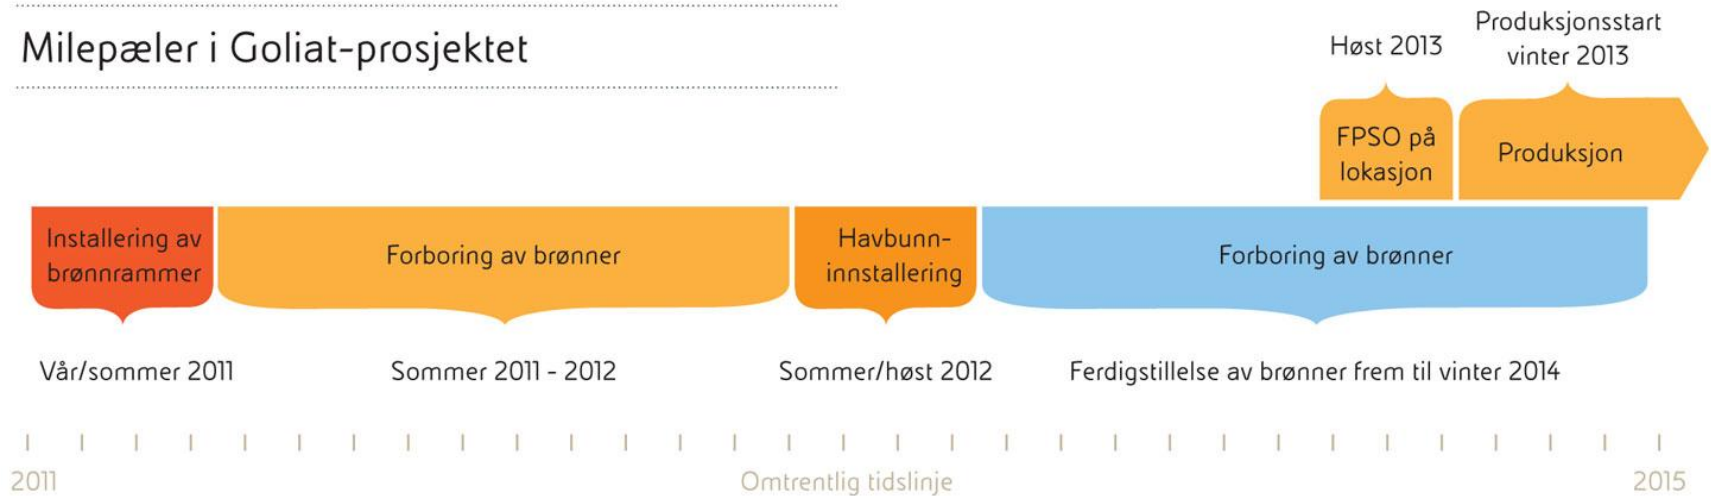 Milepæler i Goliat-prosjektet
Høst 2013
Produksjonsstart
vinter 2013
FPSO på
lokasjon
Produksjon
Installering av
brønnrammer
Forboring av brønner
Havbunn-
innstallering
Forboring av brønner
Vår/sommer 2011
Sommer 2011 - 2012
Sommer/høst 2012
Ferdigstillelse av brønner frem til vinter 2014
2011
Omtrentlig tidslinje
2015